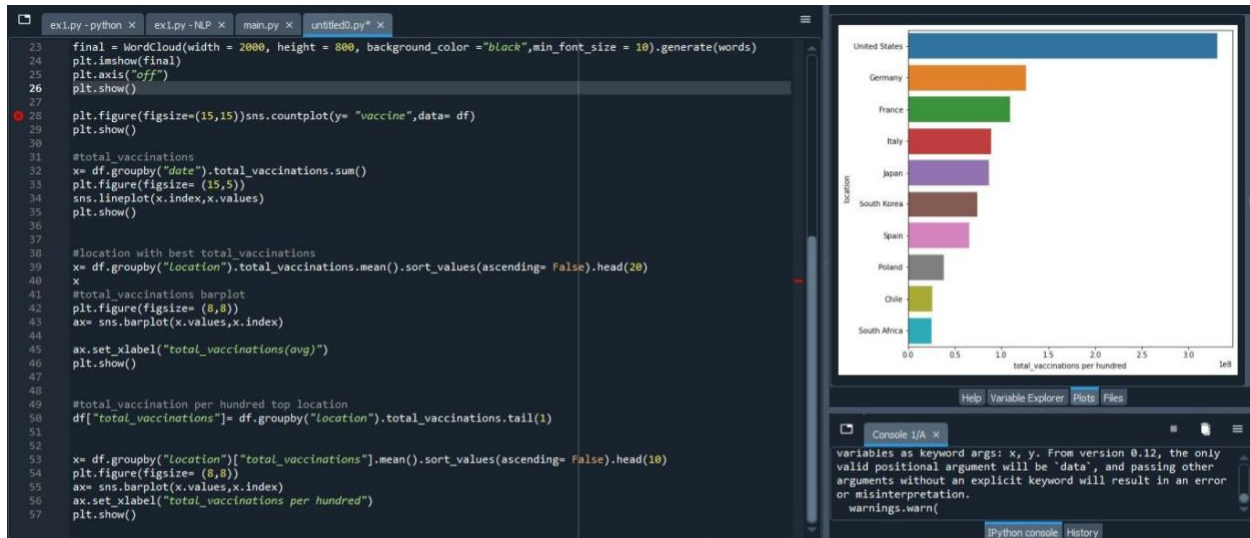 ex1.py - python ×
ex1.py - NLP ×
main.py ×
untitled0.py* ×
23 final = WordCloud(width = 2000, height = 800, background_color ="black",min_font_size = 10).generate(words)
24 plt.imshow(final)
25 plt.axis("off")
26 plt.show()
27
28 plt.figure(figsize=(15,15))sns.countplot(y= "vaccine",data= df)
29 plt.show()
30
31 #total_vaccinations
32 x= df.groupby("date").total_vaccinations.sum()
33 plt.figure(figsize= (15,5))
34 sns.lineplot(x.index,x.values)
35 plt.show()
36
37
38 #location with best total_vaccinations
39 x= df.groupby("location").total_vaccinations.mean().sort_values(ascending= False).head(20)
40 x
41 #total_vaccinations barplot
42 plt.figure(figsize= (8,8))
43 ax= sns.barplot(x.values,x.index)
44
45 ax.set_xlabel("total_vaccinations(avg)")
46 plt.show()
47
48
49 #total_vaccination per hundred top location
50 df["total_vaccinations"]= df.groupby("location").total_vaccinations.tail(1)
51
52
53 x= df.groupby("location")["total_vaccinations"].mean().sort_values(ascending= False).head(10)
54 plt.figure(figsize= (8,8))
55 ax= sns.barplot(x.values,x.index)
56 ax.set_xlabel("total_vaccinations per hundred")
57 plt.show()
location
United States
Germany
France
Italy
Japan
South Korea
Spain
Poland
Chile
South Africa
0.0 0.5 1.0 1.5 2.0 2.5 3.0
1e8
total_vaccinations per hundred
Help Variable Explorer Plots Files
Console 1/A ×
variables as keyword args: x, y. From version 0.12, the only
valid positional argument will be `data`, and passing other
arguments without an explicit keyword will result in an error
or misinterpretation.
warnings.warn(
IPython console History